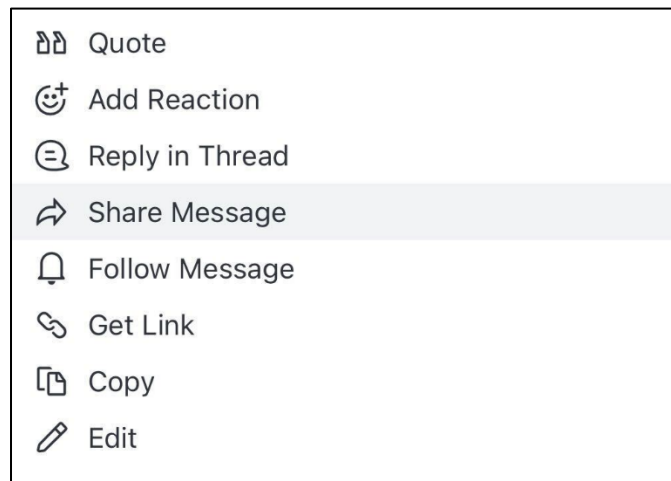 Quote
Add Reaction
Reply in Thread
Share Message
Follow Message
Get Link
Copy
Edit